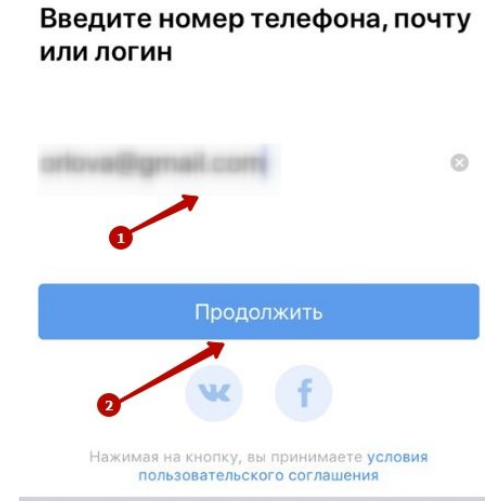 Введите номер телефона, почту
или логин
1
Продолжить
2
Нажимая на кнопку, вы принимаете условия
пользовательского соглашения